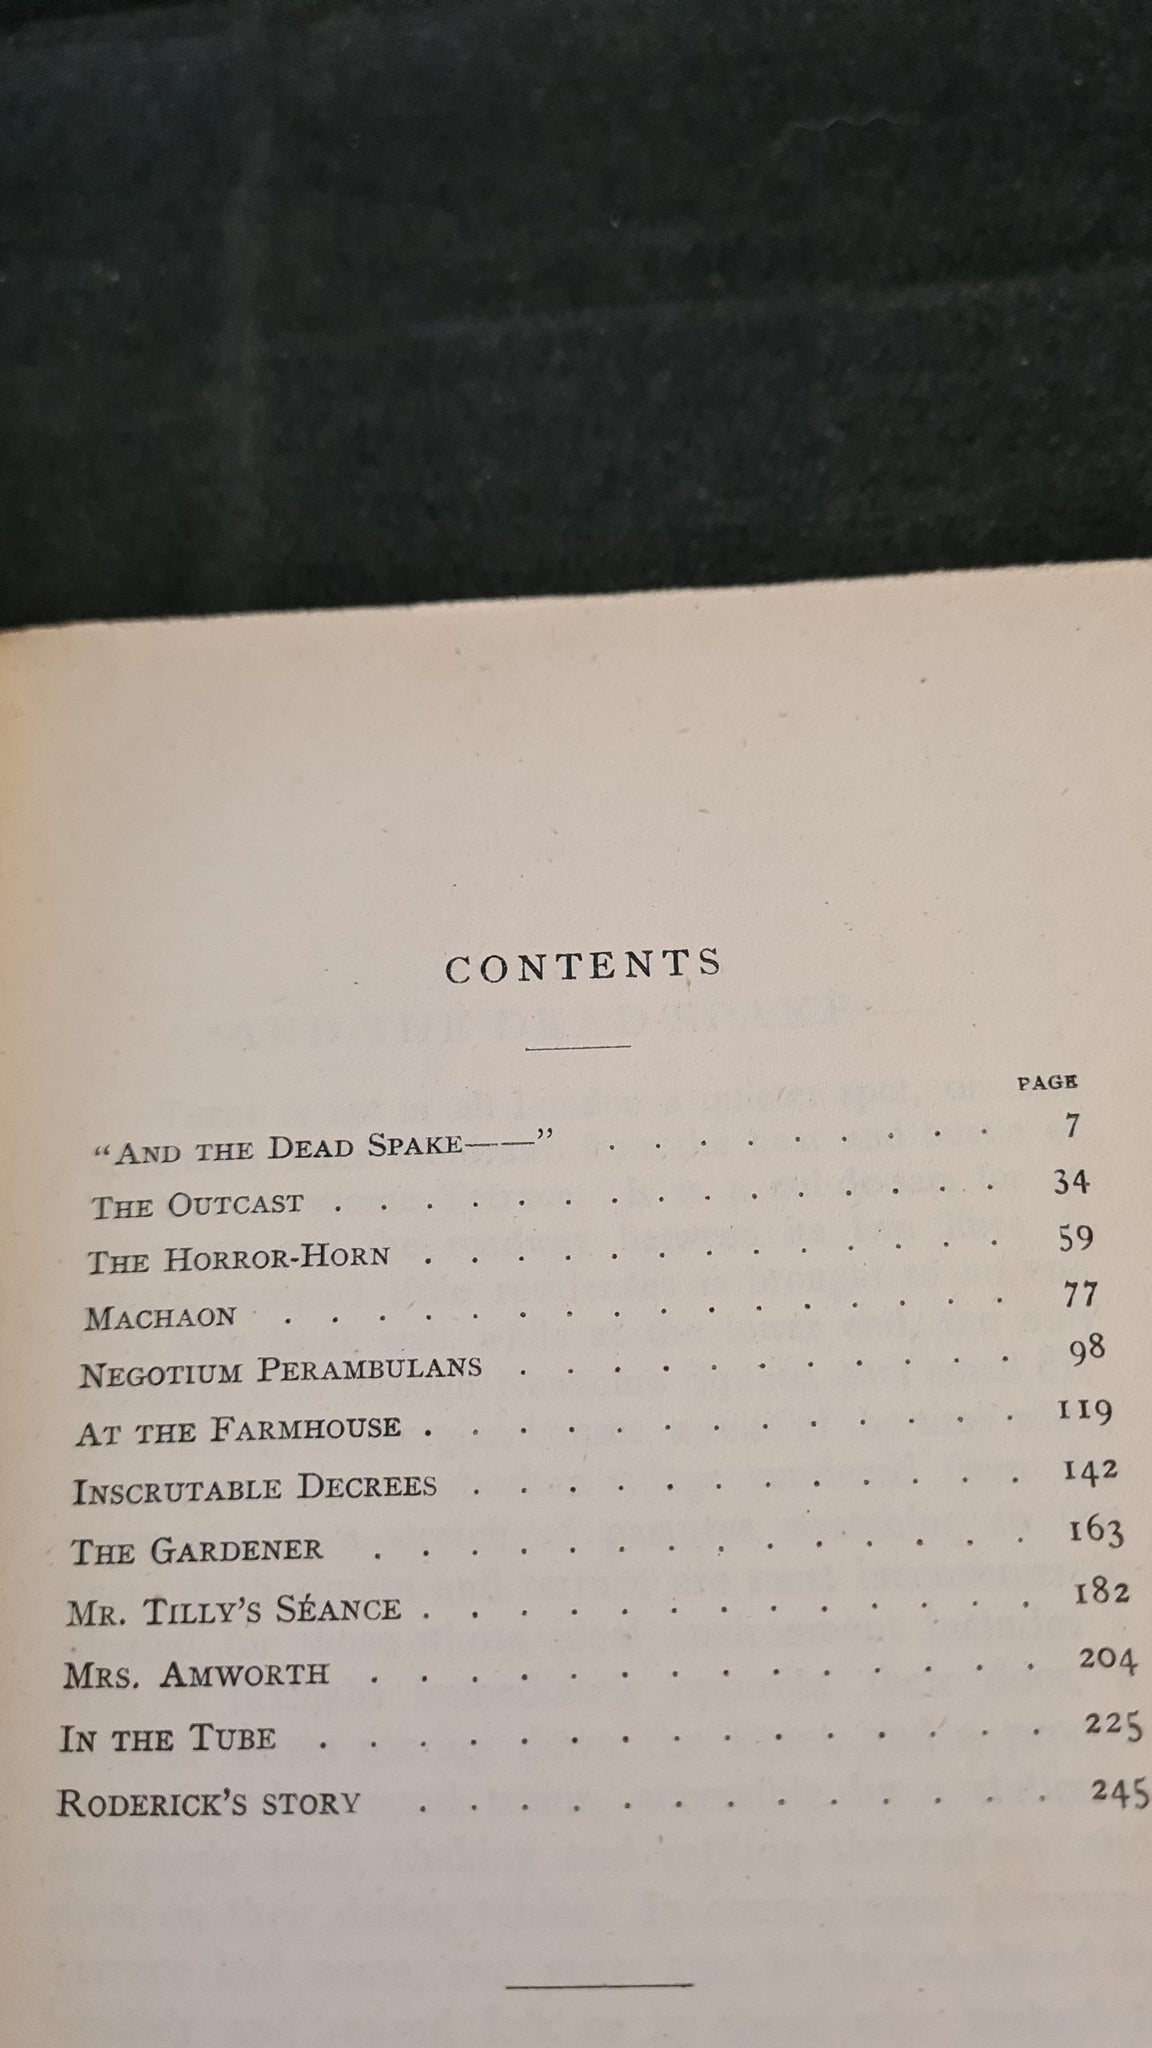 CONTENTS
PAGE
"AND THE DEAD SPAKE——" . . . . . . . . . 7
THE OUTCAST . . . . . . . . . . . . . . . 34
THE HORROR-HORN . . . . . . . . . . . . . 59
MACHAON . . . . . . . . . . . . . . . . 77
NEGOTIUM PERAMBULANS . . . . . . . . . . . 98
AT THE FARMHOUSE . . . . . . . . . . . . . 119
INSCRUTABLE DECREES . . . . . . . . . . . . 142
THE GARDENER . . . . . . . . . . . . . 163
MR. TILLY'S SÉANCE . . . . . . . . . . . . . 182
MRS. AMWORTH . . . . . . . . . . . . . . 204
IN THE TUBE . . . . . . . . . . . . . . . 225
RODERICK'S STORY . . . . . . . . . . . . . 245